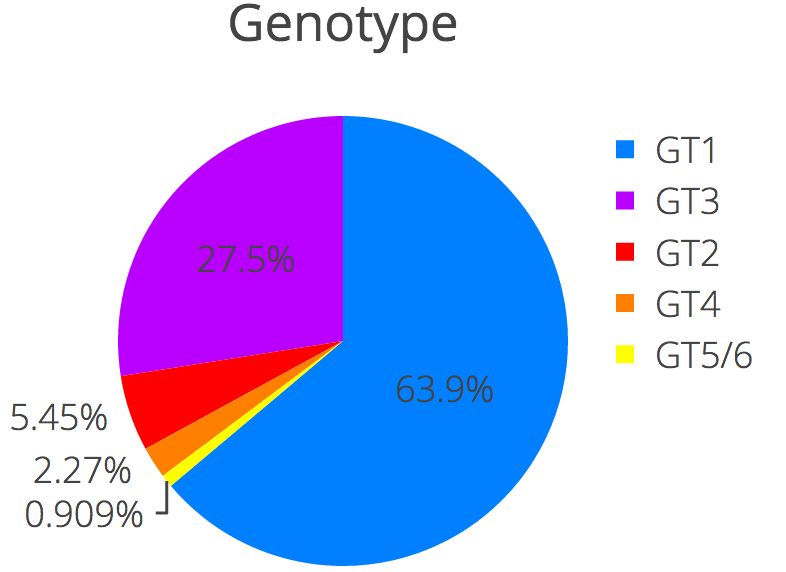 Genotype
GT1
GT3
GT2
GT4
GT5/6
27.5%
63.9%
5.45%
2.27%
0.909%